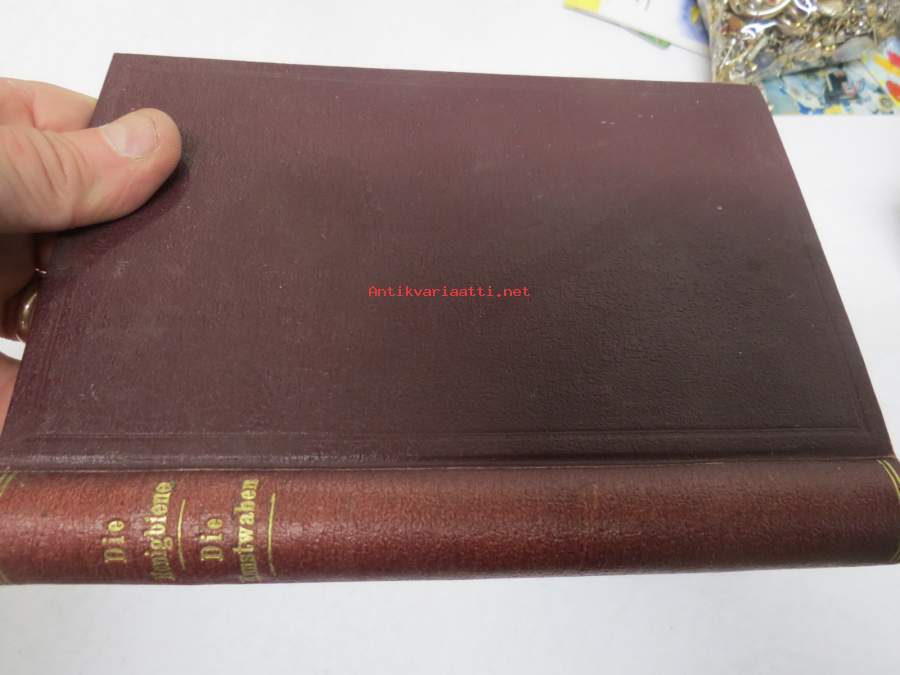 Die
Honigbiene
Die
Kunstwaben
Antikvariaatti.net